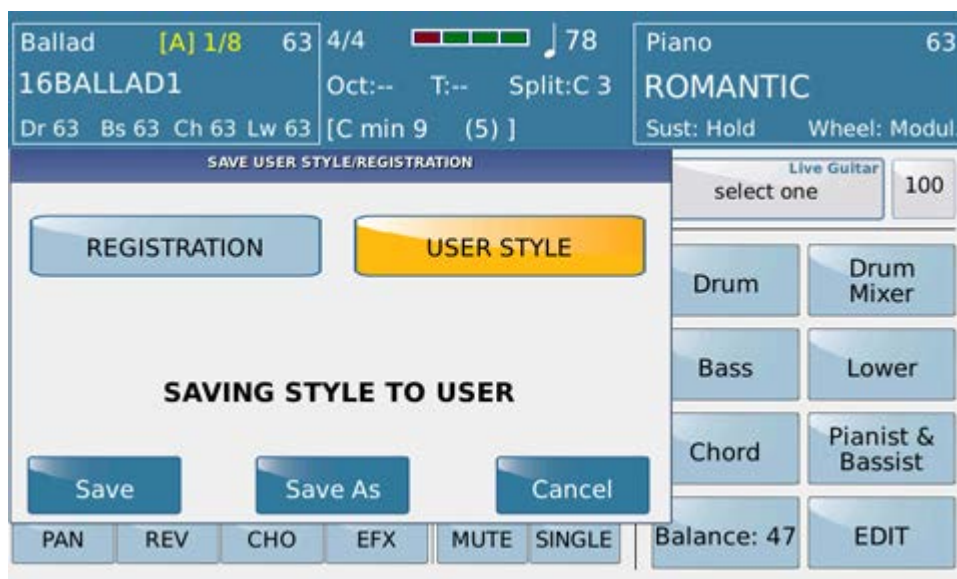 Ballad [A] 1/8 63
16BALLAD1
Dr 63 Bs 63 Ch 63 Lw 63
4/4 78
Oct:-- T:-- Split:C 3
[C min 9 (5) ]
Piano 63
ROMANTIC
Sust: Hold Wheel: Modul.
SAVE USER STYLE/REGISTRATION
REGISTRATION USER STYLE
SAVING STYLE TO USER
Save Save As Cancel
Live Guitar
select one 100
Drum
Drum
Mixer
Bass
Lower
Chord
Pianist &
Bassist
PAN REV CHO EFX MUTE SINGLE
Balance: 47
EDIT